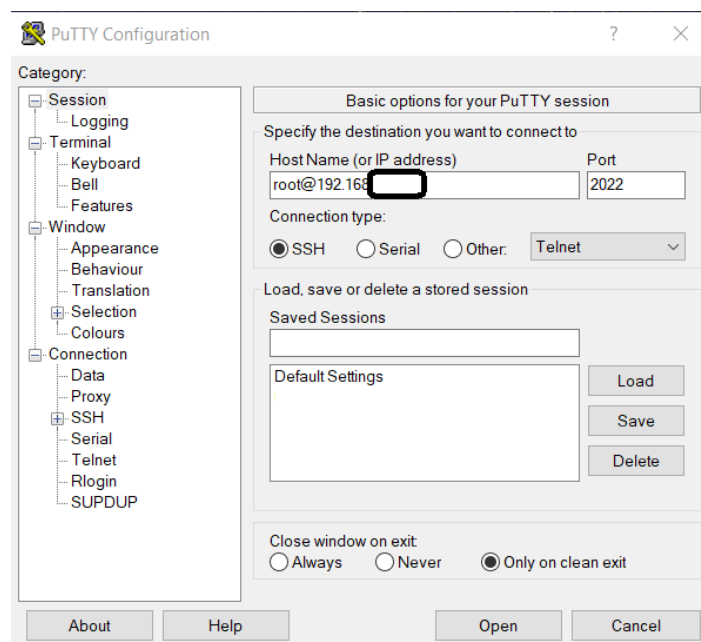 PuTTY Configuration
?
Category:
Session
Logging
Terminal
Keyboard
Bell
Features
Window
Appearance
Behaviour
Translation
Selection
Colours
Connection
Data
Proxy
SSH
Serial
Telnet
Rlogin
SUPDUP
Basic options for your PuTTY session
Specify the destination you want to connect to
Host Name (or IP address) Port
root@192.168 2022
Connection type:
SSH Serial Other: Telnet
Load, save or delete a stored session
Saved Sessions
Default Settings
Load
Save
Delete
Close window on exit:
Always Never Only on clean exit
About Help Open Cancel